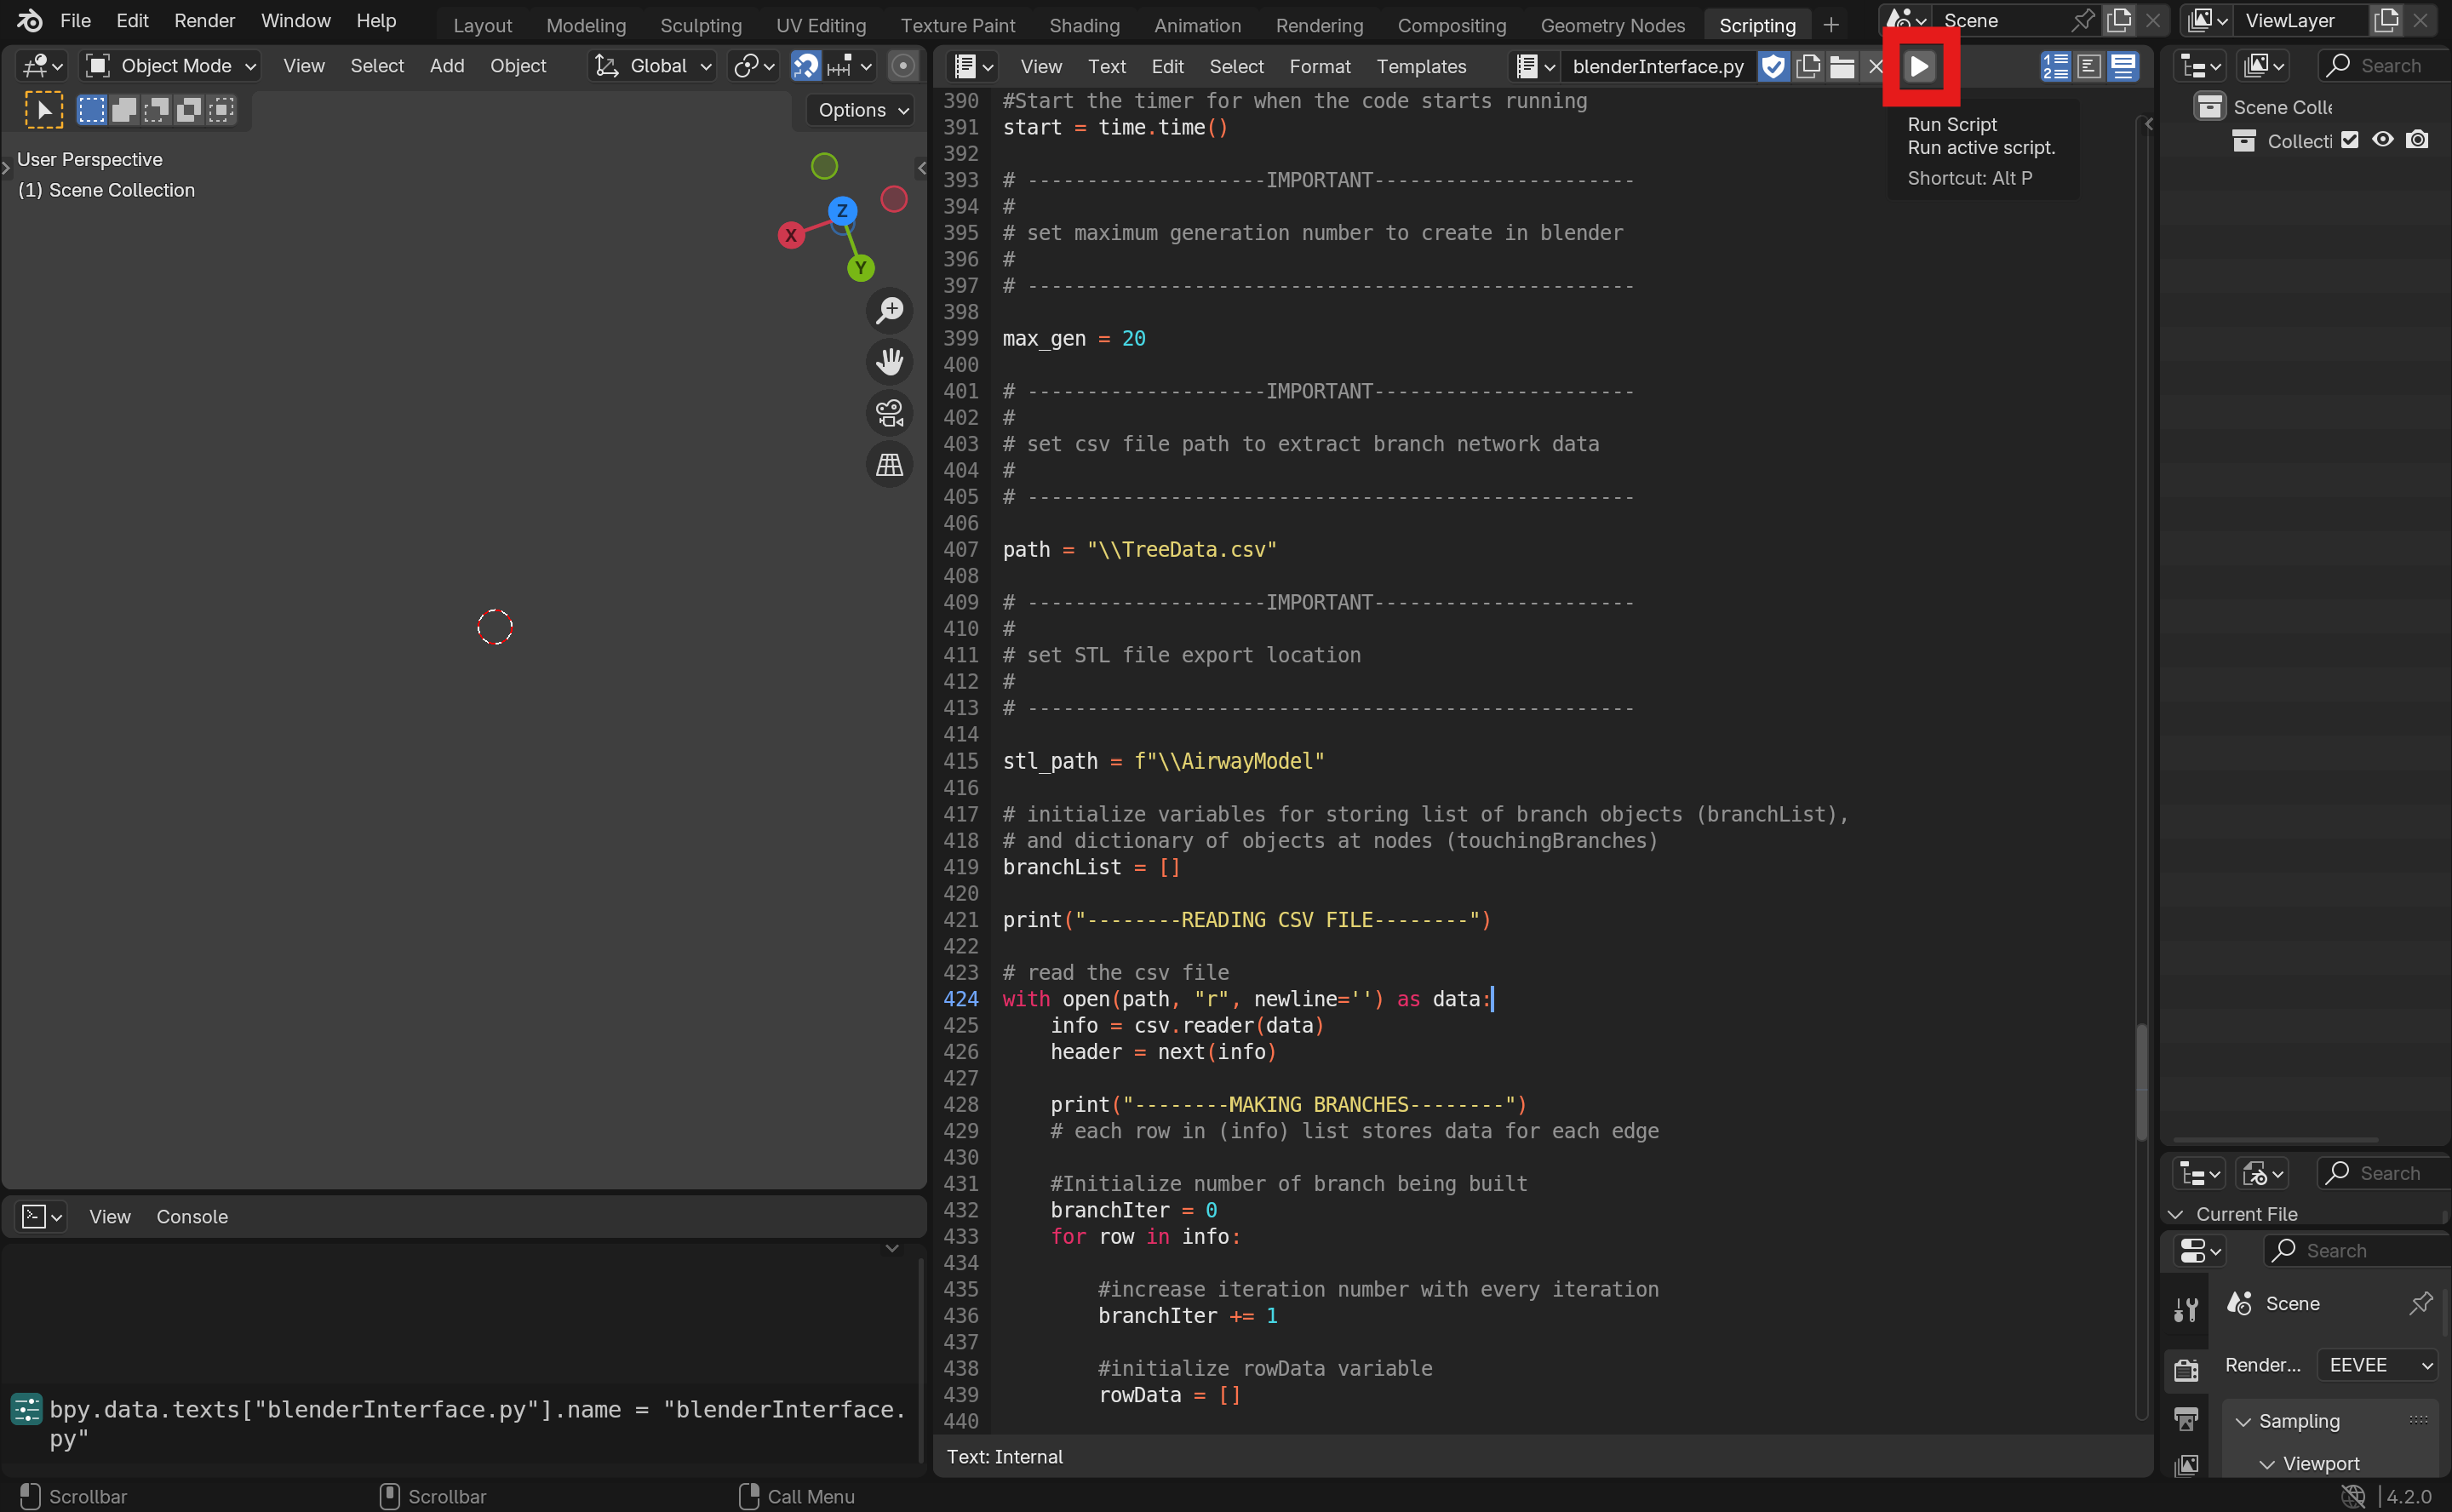 File Edit Render Window Help Layout Modeling Sculpting UV Editing Texture Paint Shading Animation Rendering Compositing Geometry Nodes Scripting Scene ViewLayer
Object Mode View Select Add Object Global
Options
User Perspective
(1) Scene Collection
Z
X
Y
View Text Edit Select Format Templates blenderInterface.py
Run Script
Run active script.
Shortcut: Alt P
390 #Start the timer for when the code starts running
391 start = time.time()
392
393 # --------------------IMPORTANT----------------------
394 #
395 # set maximum generation number to create in blender
396 #
397 # ---------------------------------------------------
398
399 max_gen = 20
400
401 # --------------------IMPORTANT----------------------
402 #
403 # set csv file path to extract branch network data
404 #
405 # ---------------------------------------------------
406
407 path = "\\TreeData.csv"
408
409 # --------------------IMPORTANT----------------------
410 #
411 # set STL file export location
412 #
413 # ---------------------------------------------------
414
415 stl_path = f"\\AirwayModel"
416
417 # initialize variables for storing list of branch objects (branchList),
418 # and dictionary of objects at nodes (touchingBranches)
419 branchList = []
420
421 print("--------READING CSV FILE--------")
422
423 # read the csv file
424 with open(path, "r", newline='') as data:
425     info = csv.reader(data)
426     header = next(info)
427
428     print("--------MAKING BRANCHES--------")
429     # each row in (info) list stores data for each edge
430
431     #Initialize number of branch being built
432     branchIter = 0
433     for row in info:
434
435         #increase iteration number with every iteration
436         branchIter += 1
437
438         #initialize rowData variable
439         rowData = []
440
Text: Internal
View Console
bpy.data.texts["blenderInterface.py"].name = "blenderInterface.
py"
Search
Scene Colle
Collecti
Search
Current File
Search
Scene
Render... EEVEE
Sampling
Viewport
Scrollbar Scrollbar Call Menu 4.2.0